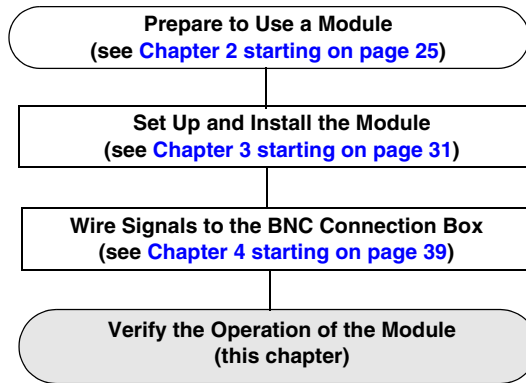 Prepare to Use a Module
(see Chapter 2 starting on page 25)
Set Up and Install the Module
(see Chapter 3 starting on page 31)
Wire Signals to the BNC Connection Box
(see Chapter 4 starting on page 39)
Verify the Operation of the Module
(this chapter)